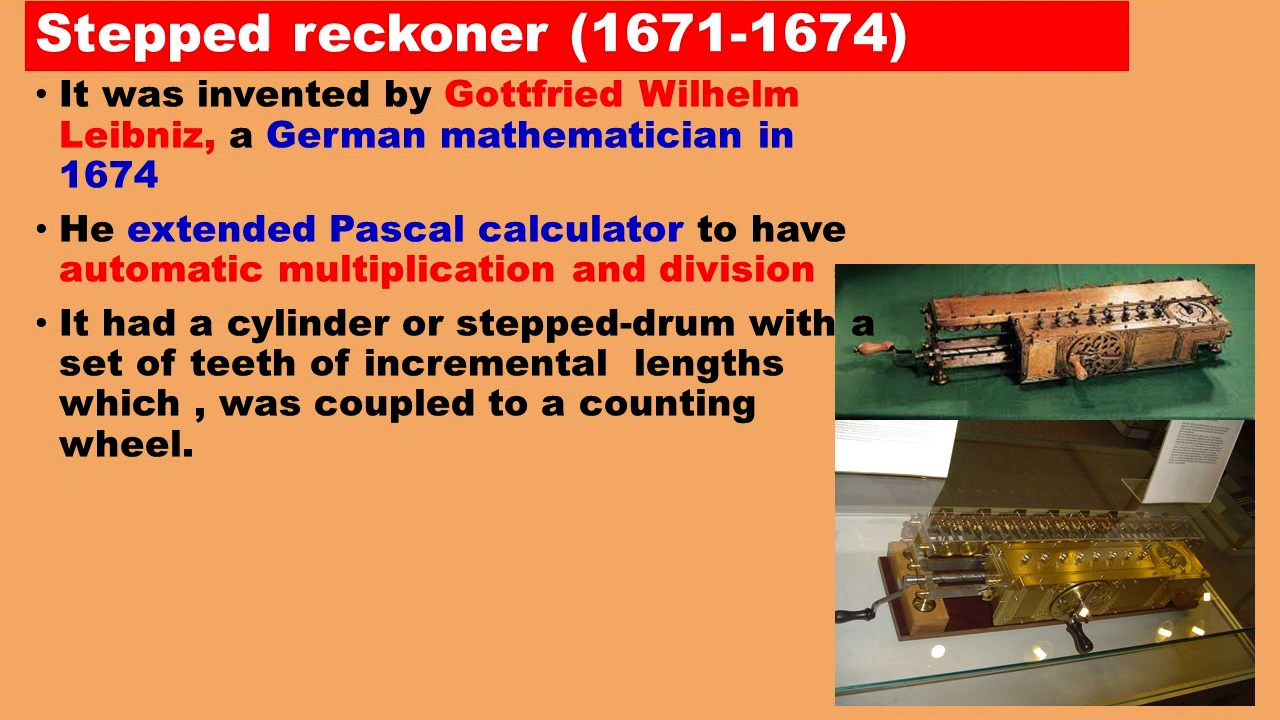 Stepped reckoner (1671-1674)
• It was invented by Gottfried Wilhelm
Leibniz, a German mathematician in
1674
• He extended Pascal calculator to have
automatic multiplication and division
• It had a cylinder or stepped-drum with a
set of teeth of incremental  lengths
which , was coupled to a counting
wheel.